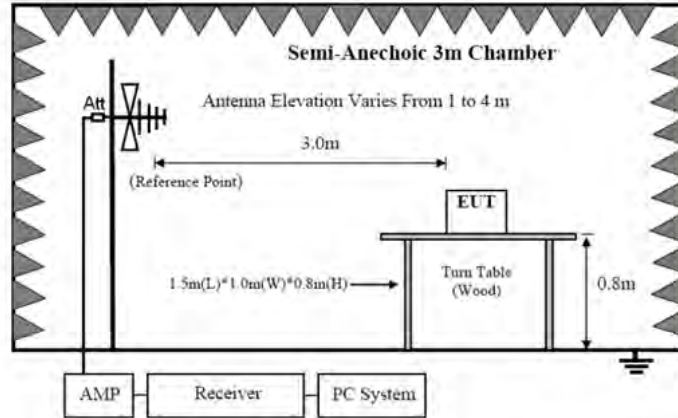 Semi-Anechoic 3m Chamber
Att
Antenna Elevation Varies From 1 to 4 m
3.0m
(Reference Point)
EUT
1.5m(L)*1.0m(W)*0.8m(H)
Turn Table
(Wood)
0.8m
AMP
Receiver
PC System